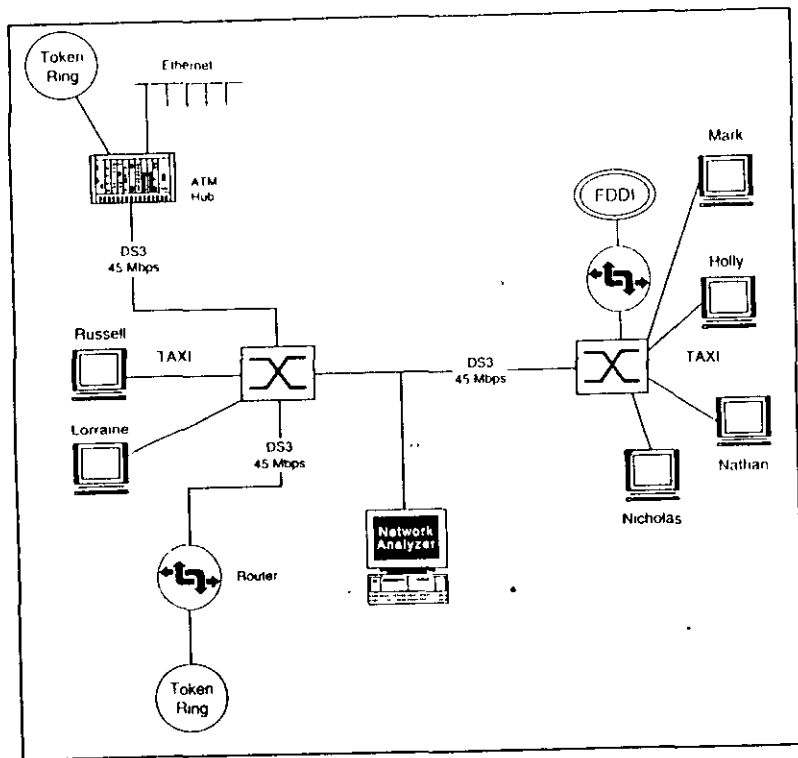 Token
Ring
Ethernet
ATM
Hub
DS3
45 Mbps
Mark
FDDI
Holly
Russell
TAXI
DS3
45 Mbps
TAXI
Lorraine
DS3
45 Mbps
Nathan
Nicholas
Network
Analyzer
Router
Token
Ring